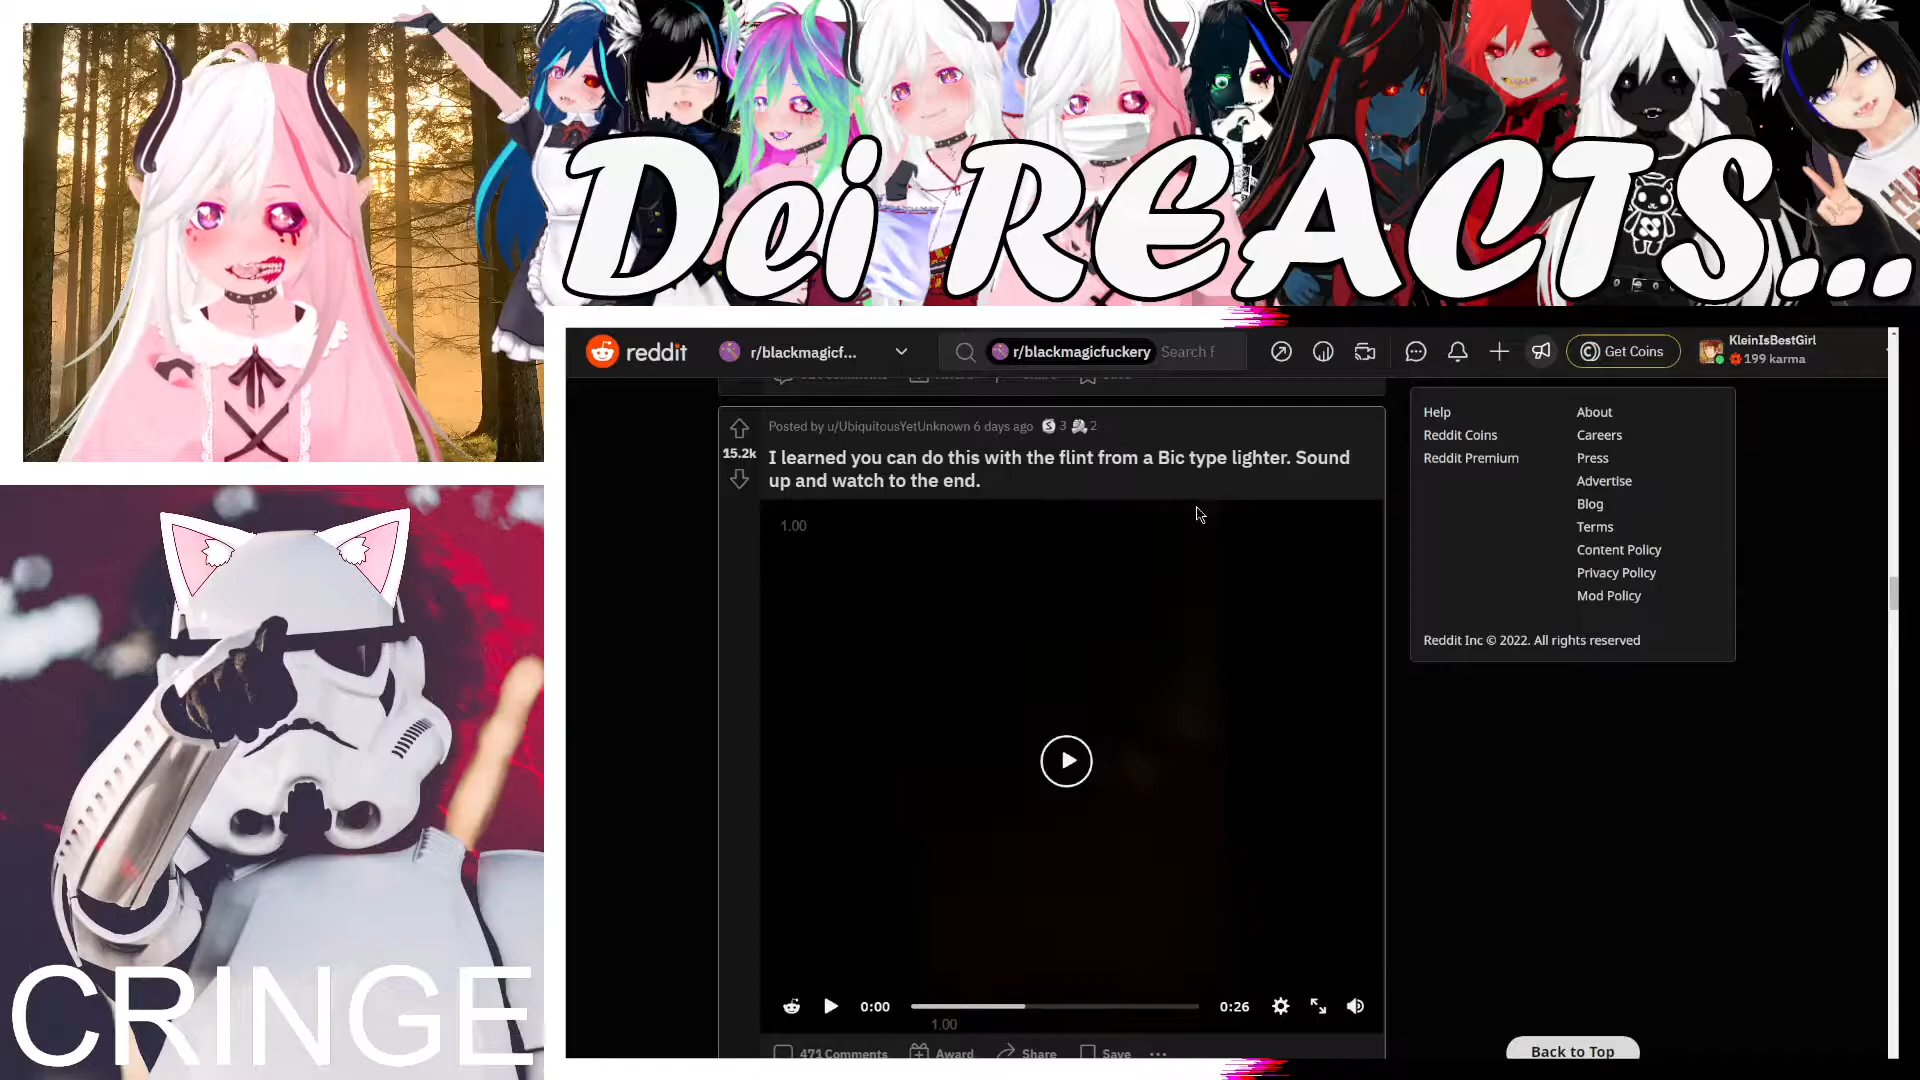 Dei REACTS...
reddit
r/blackmagicf...
r/blackmagicfuckery
Search f
Get Coins
KleinIsBestGirl
199 karma
Posted by u/UbiquitousYetUnknown 6 days ago
3
2
15.2k
I learned you can do this with the flint from a Bic type lighter. Sound
up and watch to the end.
1.00
0:00
0:26
1.00
471 Comments
Award
Share
Save
Help
About
Reddit Coins
Careers
Reddit Premium
Press
Advertise
Blog
Terms
Content Policy
Privacy Policy
Mod Policy
Reddit Inc © 2022. All rights reserved
Back to Top
CRINGE